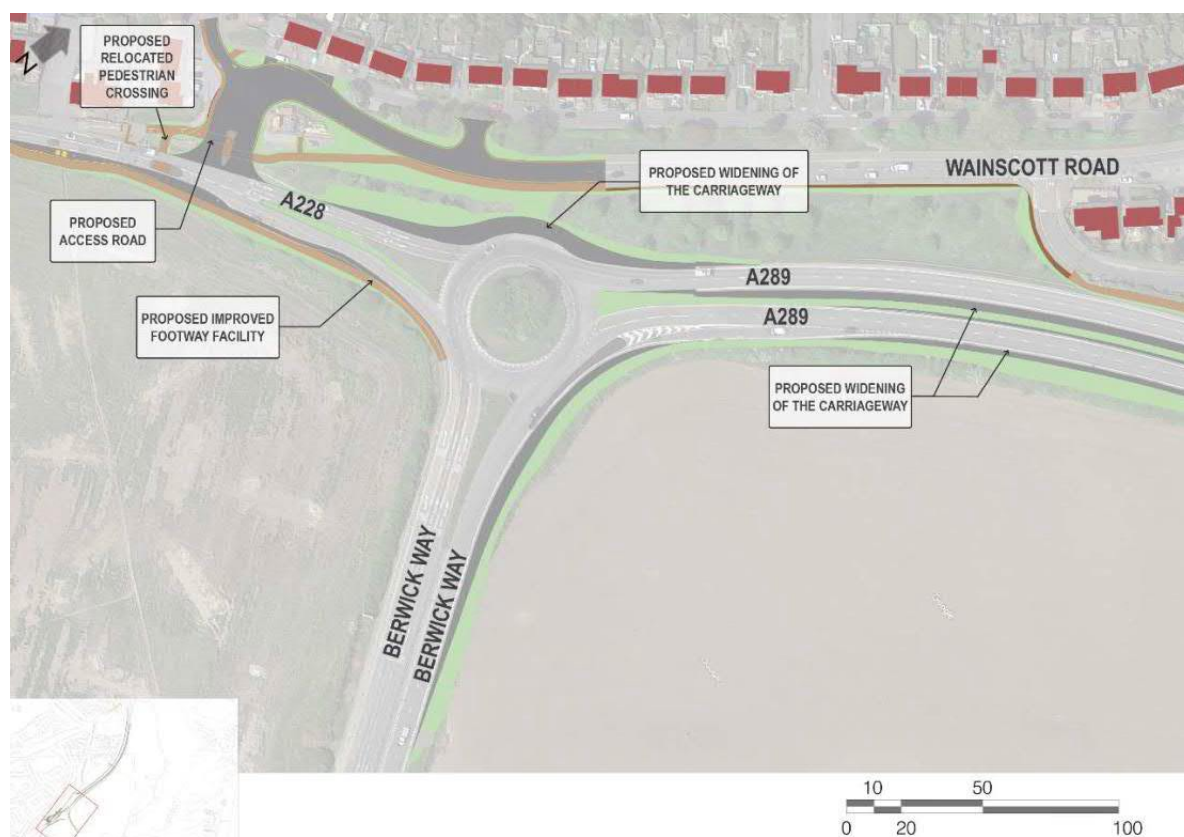 N
PROPOSED
RELOCATED
PEDESTRIAN
CROSSING
PROPOSED
ACCESS ROAD
A228
PROPOSED WIDENING OF
THE CARRIAGEWAY
WAINSCOTT ROAD
PROPOSED IMPROVED
FOOTWAY FACILITY
A289
A289
PROPOSED WIDENING
OF THE CARRIAGEWAY
BERWICK WAY
BERWICK WAY
10 50
0 20 100